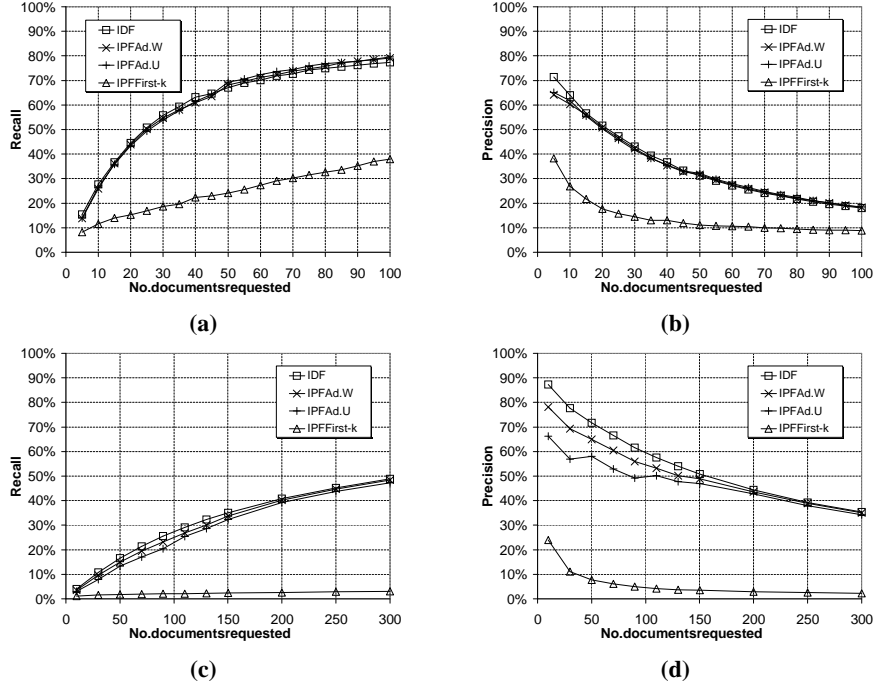 100%
90%
80%
70%
60%
50%
40%
30%
20%
10%
0%
Recall
IDF
IPFAd.W
IPFAd.U
IPFFirst-k
0 10 20 30 40 50 60 70 80 90 100
No.documentsrequested
(a)
100%
90%
80%
70%
60%
50%
40%
30%
20%
10%
0%
Precision
IDF
IPFAd.W
IPFAd.U
IPFFirst-k
0 10 20 30 40 50 60 70 80 90 100
No.documentsrequested
(b)
100%
90%
80%
70%
60%
50%
40%
30%
20%
10%
0%
Recall
IDF
IPFAd.W
IPFAd.U
IPFFirst-k
0 50 100 150 200 250 300
No.documentsrequested
(c)
100%
90%
80%
70%
60%
50%
40%
30%
20%
10%
0%
Precision
IDF
IPFAd.W
IPFAd.U
IPFFirst-k
0 50 100 150 200 250 300
No.documentsrequested
(d)